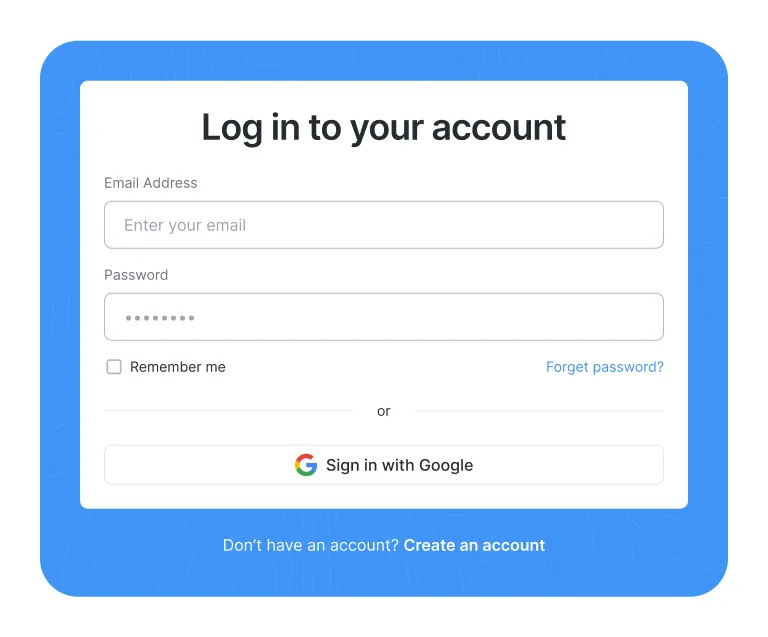 Log in to your account
Email Address
Enter your email
Password
••••••••
Remember me Forget password?
or
Sign in with Google
Don’t have an account? Create an account